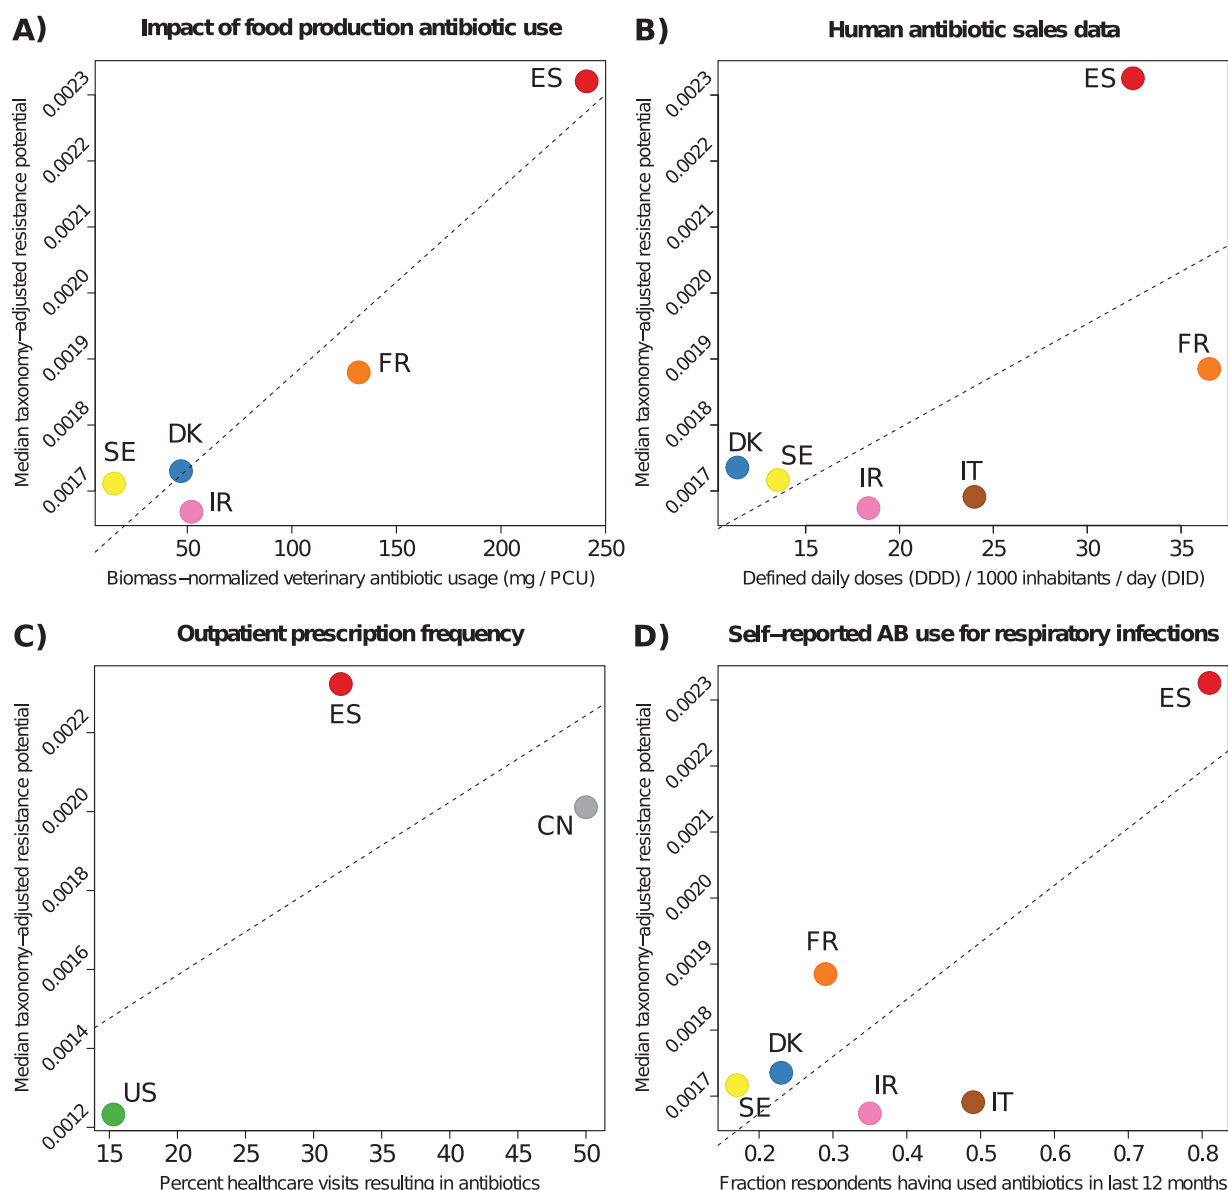 A) Impact of food production antibiotic use
Median taxonomy−adjusted resistance potential
0.0023
0.0022
0.0021
0.0020
0.0019
0.0018
0.0017
ES
FR
DK
SE
IR
50 100 150 200 250
Biomass−normalized veterinary antibiotic usage (mg / PCU)
B) Human antibiotic sales data
Median taxonomy−adjusted resistance potential
0.0023
0.0022
0.0021
0.0020
0.0019
0.0018
0.0017
ES
FR
DK
SE
IR
IT
15 20 25 30 35
Defined daily doses (DDD) / 1000 inhabitants / day (DID)
C) Outpatient prescription frequency
Median taxonomy−adjusted resistance potential
0.0022
0.0020
0.0018
0.0016
0.0014
0.0012
ES
CN
US
15 20 25 30 35 40 45 50
Percent healthcare visits resulting in antibiotics
D) Self−reported AB use for respiratory infections
Median taxonomy−adjusted resistance potential
0.0023
0.0022
0.0021
0.0020
0.0019
0.0018
0.0017
ES
FR
DK
SE
IR
IT
0.2 0.3 0.4 0.5 0.6 0.7 0.8
Fraction respondents having used antibiotics in last 12 months